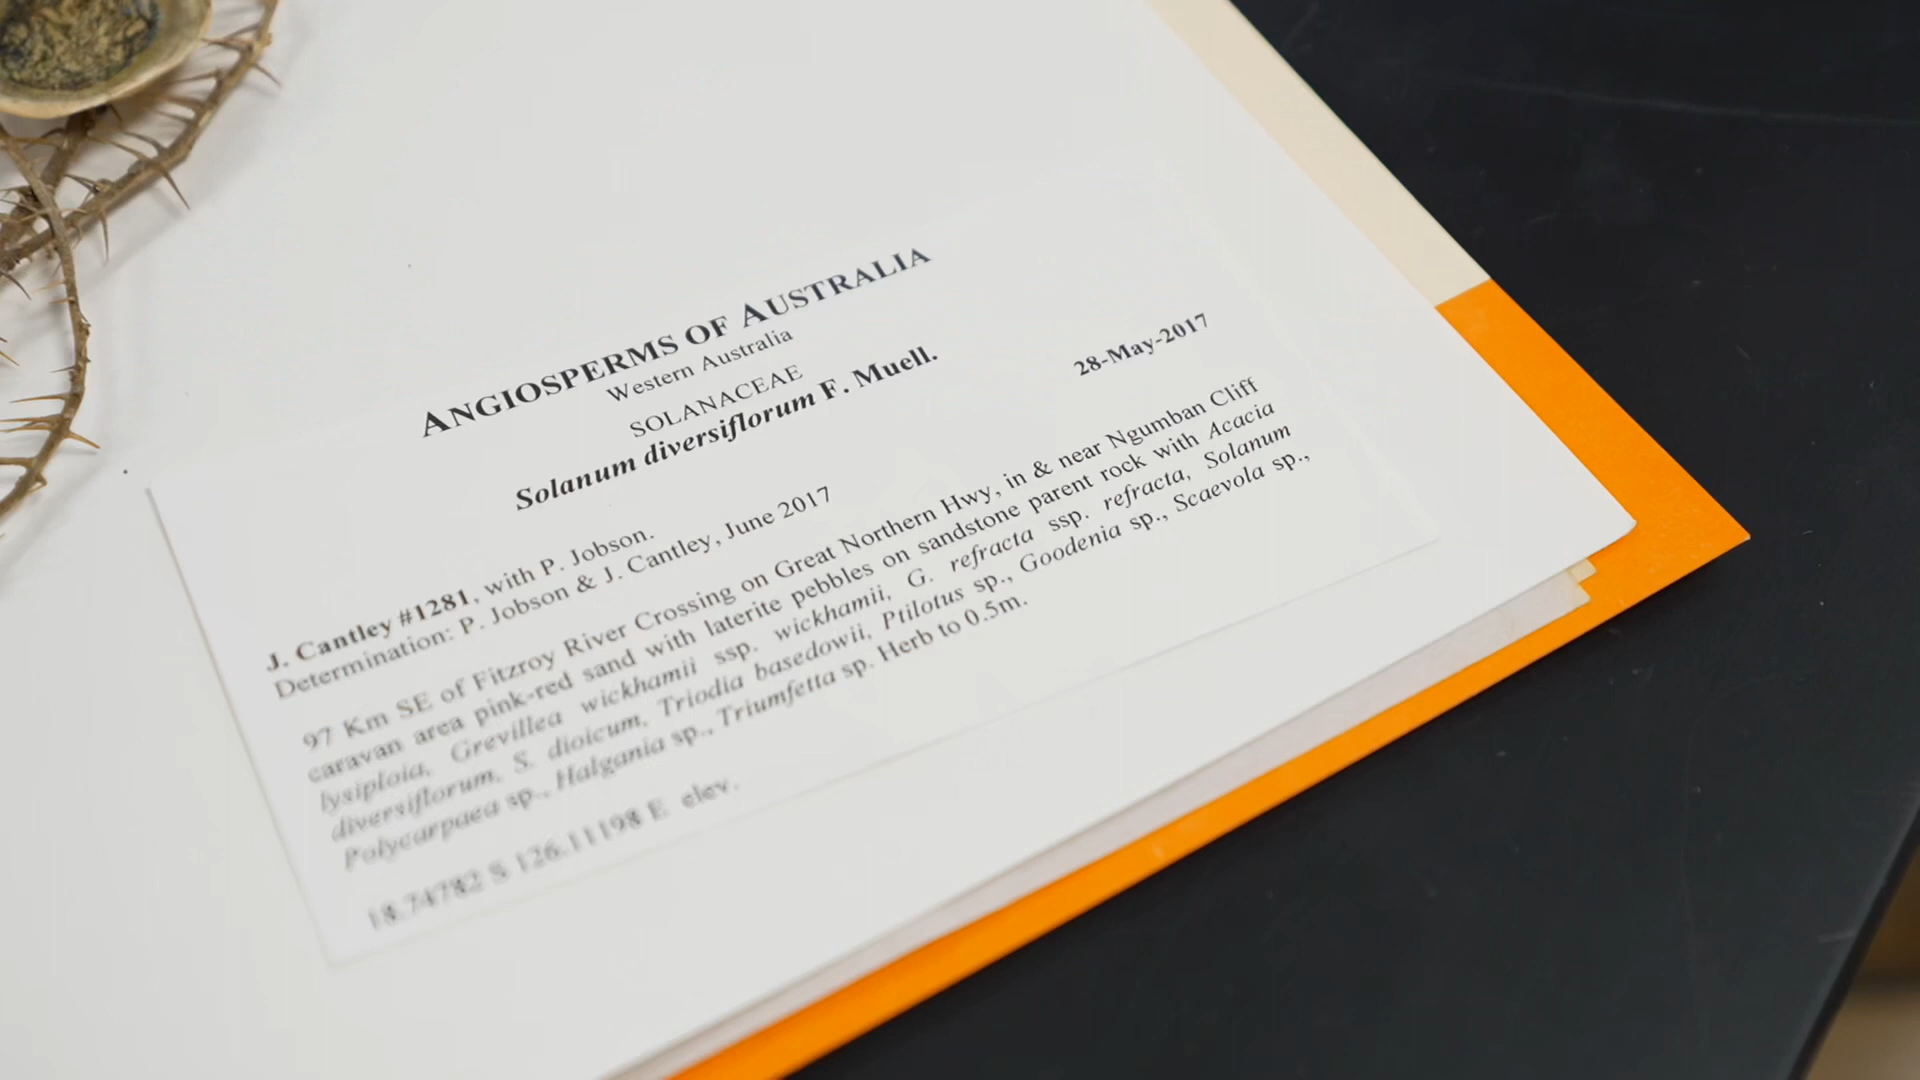 ANGIOSPERMS OF AUSTRALIA
Western Australia
SOLANACEAE
Solanum diversiflorum F. Muell.
28-May-2017
J. Cantley #1281, with P. Jobson.
Determination: P. Jobson & J. Cantley, June 2017
97 Km SE of Fitzroy River Crossing on Great Northern Hwy, in & near Ngumban Cliff
caravan area pink-red sand with laterite pebbles on sandstone parent rock with Acacia
lysiploia, Grevillea wickhamii ssp. wickhamii, G. refracta ssp. refracta, Solanum
diversiflorum, S. dioicum, Triodia basedowii, Ptilotus sp., Goodenia sp., Scaevola sp.,
Polycarpaea sp., Halgania sp., Triumfetta sp. Herb to 0.5m.
18.74782 S 126.11198 E elev.